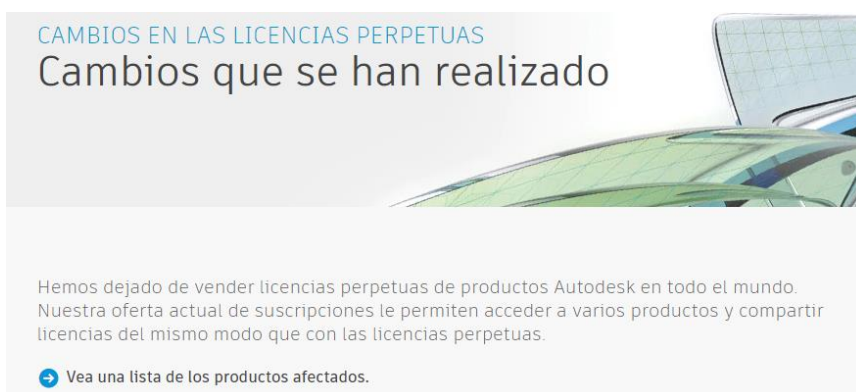 CAMBIOS EN LAS LICENCIAS PERPETUAS
Cambios que se han realizado
Hemos dejado de vender licencias perpetuas de productos Autodesk en todo el mundo.
Nuestra oferta actual de suscripciones le permiten acceder a varios productos y compartir
licencias del mismo modo que con las licencias perpetuas.
Vea una lista de los productos afectados.